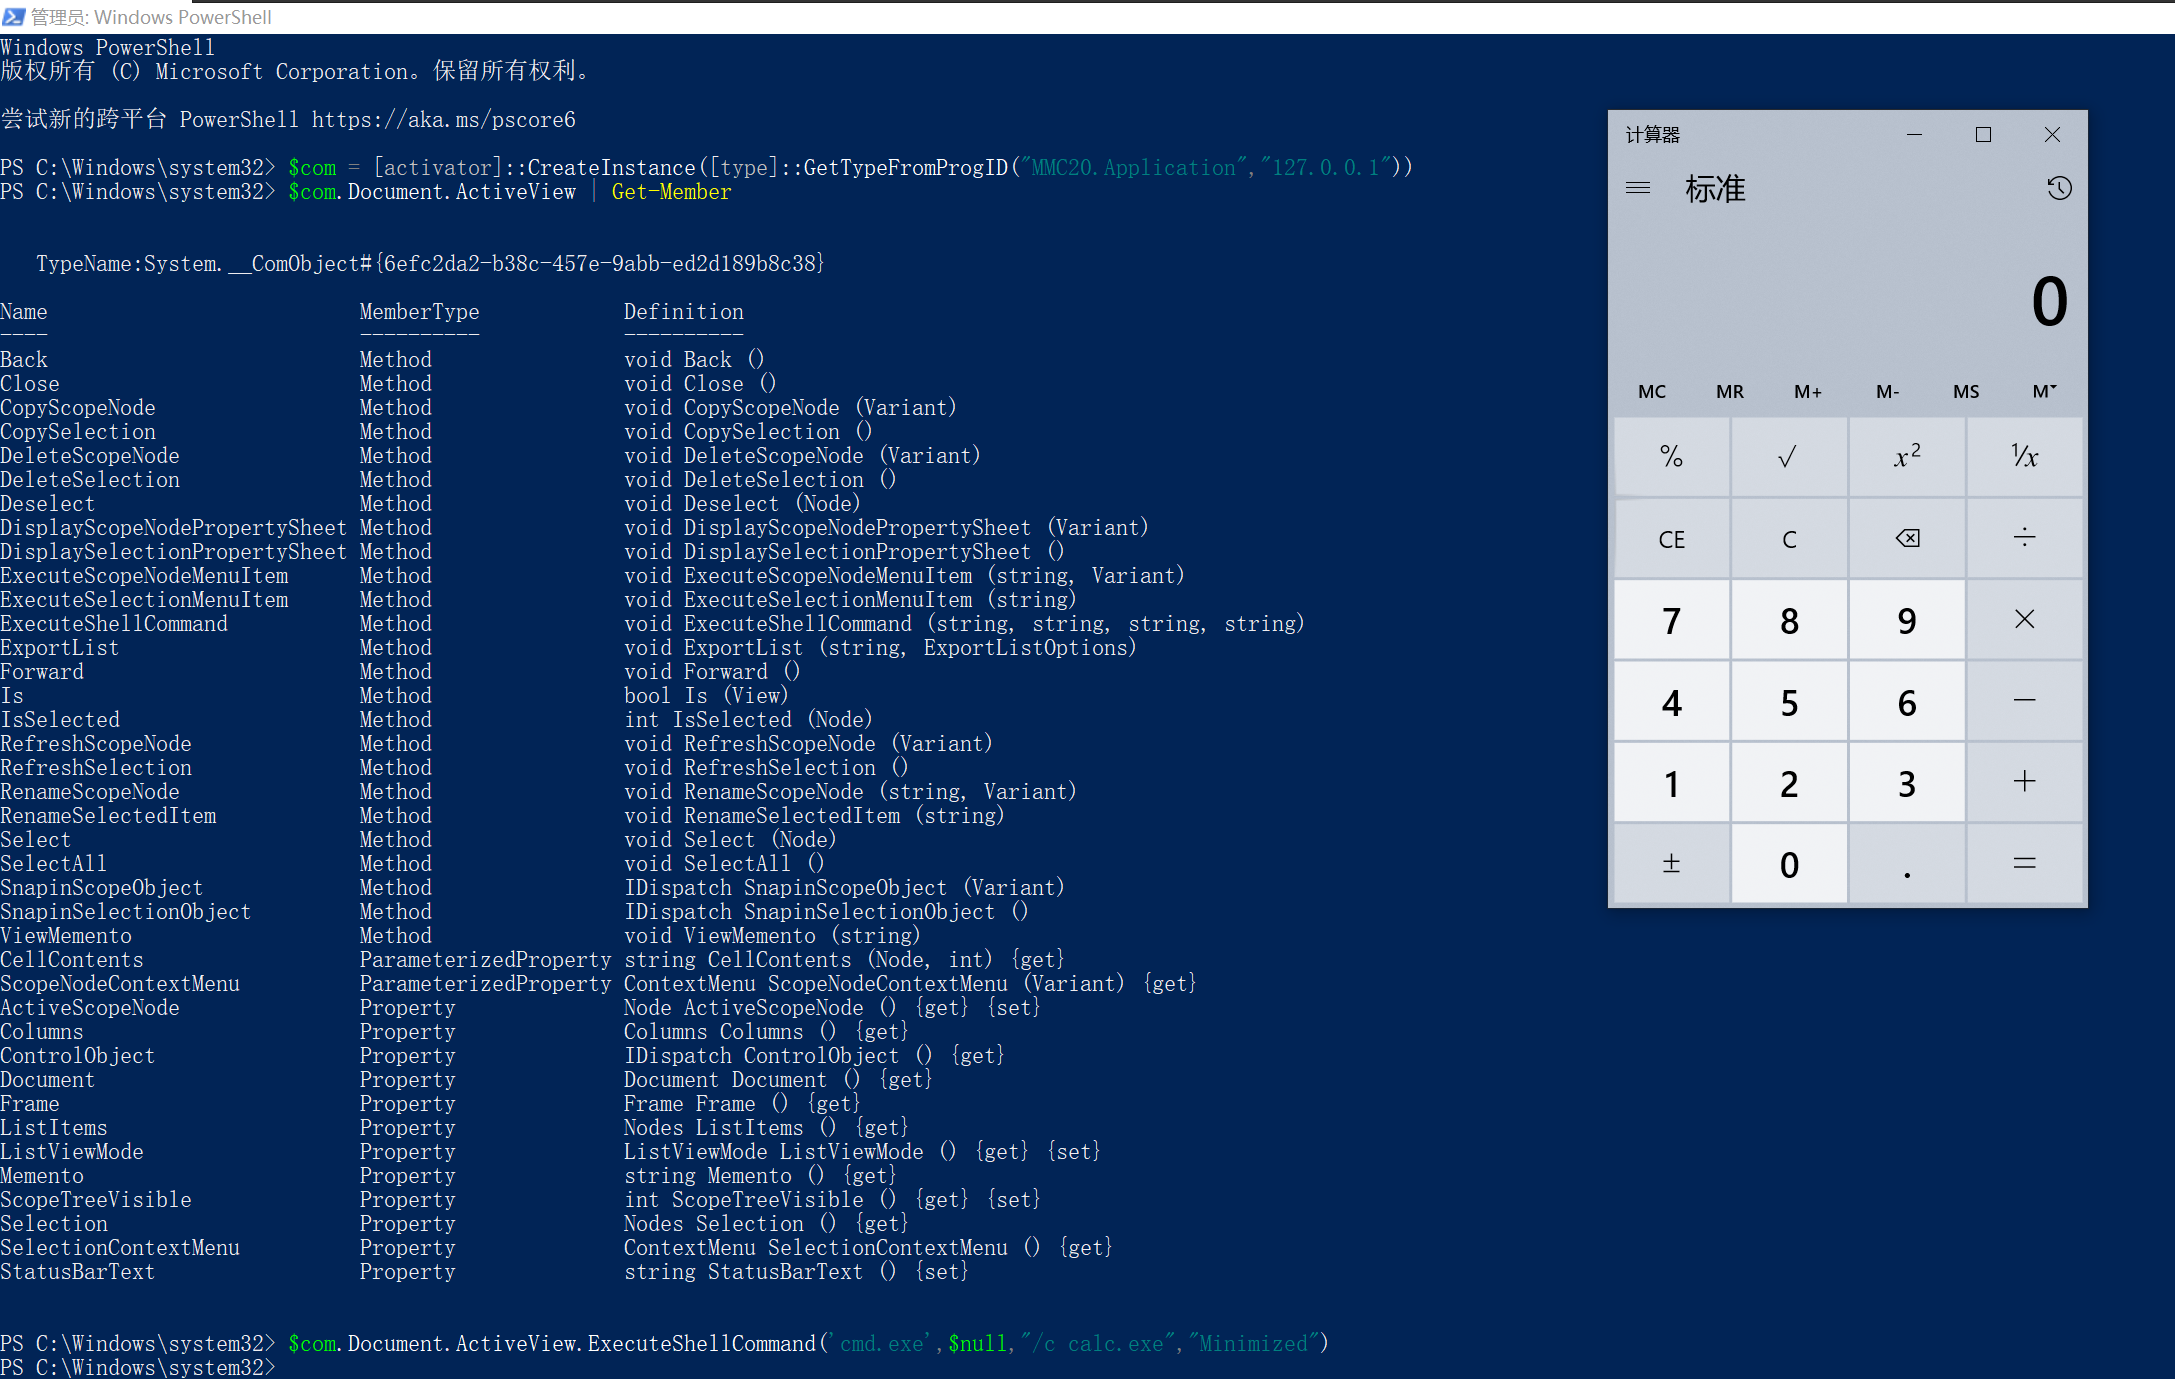 管理员: Windows PowerShell
Windows PowerShell
版权所有 (C) Microsoft Corporation。保留所有权利。
尝试新的跨平台 PowerShell https://aka.ms/pscore6
PS C:\Windows\system32> $com = [activator]::CreateInstance([type]::GetTypeFromProgID("MMC20.Application","127.0.0.1"))
PS C:\Windows\system32> $com.Document.ActiveView | Get-Member
TypeName:System.__ComObject#{6efc2da2-b38c-457e-9abb-ed2d189b8c38}
Name MemberType Definition
---- ---------- ----------
Back Method void Back ()
Close Method void Close ()
CopyScopeNode Method void CopyScopeNode (Variant)
CopySelection Method void CopySelection ()
DeleteScopeNode Method void DeleteScopeNode (Variant)
DeleteSelection Method void DeleteSelection ()
Deselect Method void Deselect (Node)
DisplayScopeNodePropertySheet Method void DisplayScopeNodePropertySheet (Variant)
DisplaySelectionPropertySheet Method void DisplaySelectionPropertySheet ()
ExecuteScopeNodeMenuItem Method void ExecuteScopeNodeMenuItem (string, Variant)
ExecuteSelectionMenuItem Method void ExecuteSelectionMenuItem (string)
ExecuteShellCommand Method void ExecuteShellCommand (string, string, string, string)
ExportList Method void ExportList (string, ExportListOptions)
Forward Method void Forward ()
Is Method bool Is (View)
IsSelected Method int IsSelected (Node)
RefreshScopeNode Method void RefreshScopeNode (Variant)
RefreshSelection Method void RefreshSelection ()
RenameScopeNode Method void RenameScopeNode (string, Variant)
RenameSelectedItem Method void RenameSelectedItem (string)
Select Method void Select (Node)
SelectAll Method void SelectAll ()
SnapinScopeObject Method IDispatch SnapinScopeObject (Variant)
SnapinSelectionObject Method IDispatch SnapinSelectionObject ()
ViewMemento Method void ViewMemento (string)
CellContents ParameterizedProperty string CellContents (Node, int) {get}
ScopeNodeContextMenu ParameterizedProperty ContextMenu ScopeNodeContextMenu (Variant) {get}
ActiveScopeNode Property Node ActiveScopeNode () {get} {set}
Columns Property Columns Columns () {get}
ControlObject Property IDispatch ControlObject () {get}
Document Property Document Document () {get}
Frame Property Frame Frame () {get}
ListItems Property Nodes ListItems () {get}
ListViewMode Property ListViewMode ListViewMode () {get} {set}
Memento Property string Memento () {get}
ScopeTreeVisible Property int ScopeTreeVisible () {get} {set}
Selection Property Nodes Selection () {get}
SelectionContextMenu Property ContextMenu SelectionContextMenu () {get}
StatusBarText Property string StatusBarText () {set}
PS C:\Windows\system32> $com.Document.ActiveView.ExecuteShellCommand('cmd.exe',$null,"/c calc.exe","Minimized")
PS C:\Windows\system32>
计算器
标准
0
MC MR M+ M- MS M˅
% √ x² ¹/x
CE C ÷
7 8 9 ×
4 5 6 −
1 2 3 +
± 0 . =